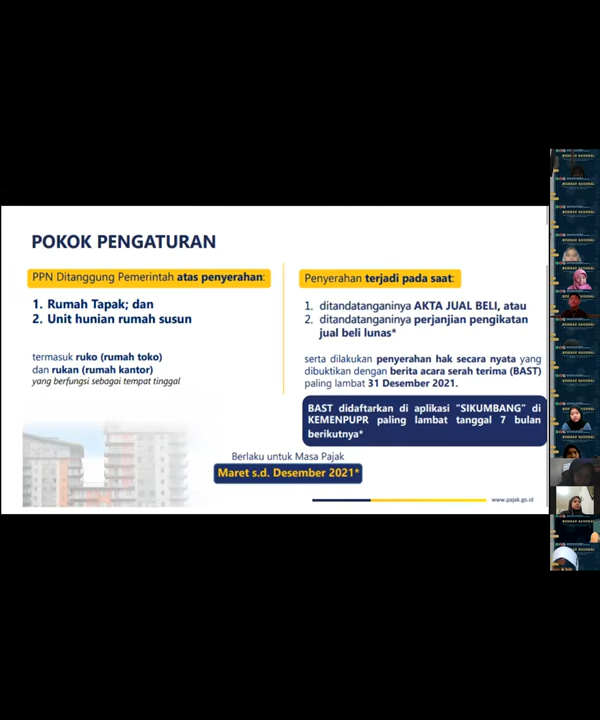 POKOK PENGATURAN
PPN Ditanggung Pemerintah atas penyerahan:
1. Rumah Tapak; dan
2. Unit hunian rumah susun
termasuk ruko (rumah toko)
dan rukan (rumah kantor)
yang berfungsi sebagai tempat tinggal
Penyerahan terjadi pada saat:
1. ditandatanganinya AKTA JUAL BELI, atau
2. ditandatanganinya perjanjian pengikatan
jual beli lunas*
serta dilakukan penyerahan hak secara nyata yang
dibuktikan dengan berita acara serah terima (BAST)
paling lambat 31 Desember 2021.
BAST didaftarkan di aplikasi “SIKUMBANG” di
KEMENPUPR paling lambat tanggal 7 bulan
berikutnya*
Berlaku untuk Masa Pajak
Maret s.d. Desember 2021*
www.pajak.go.id